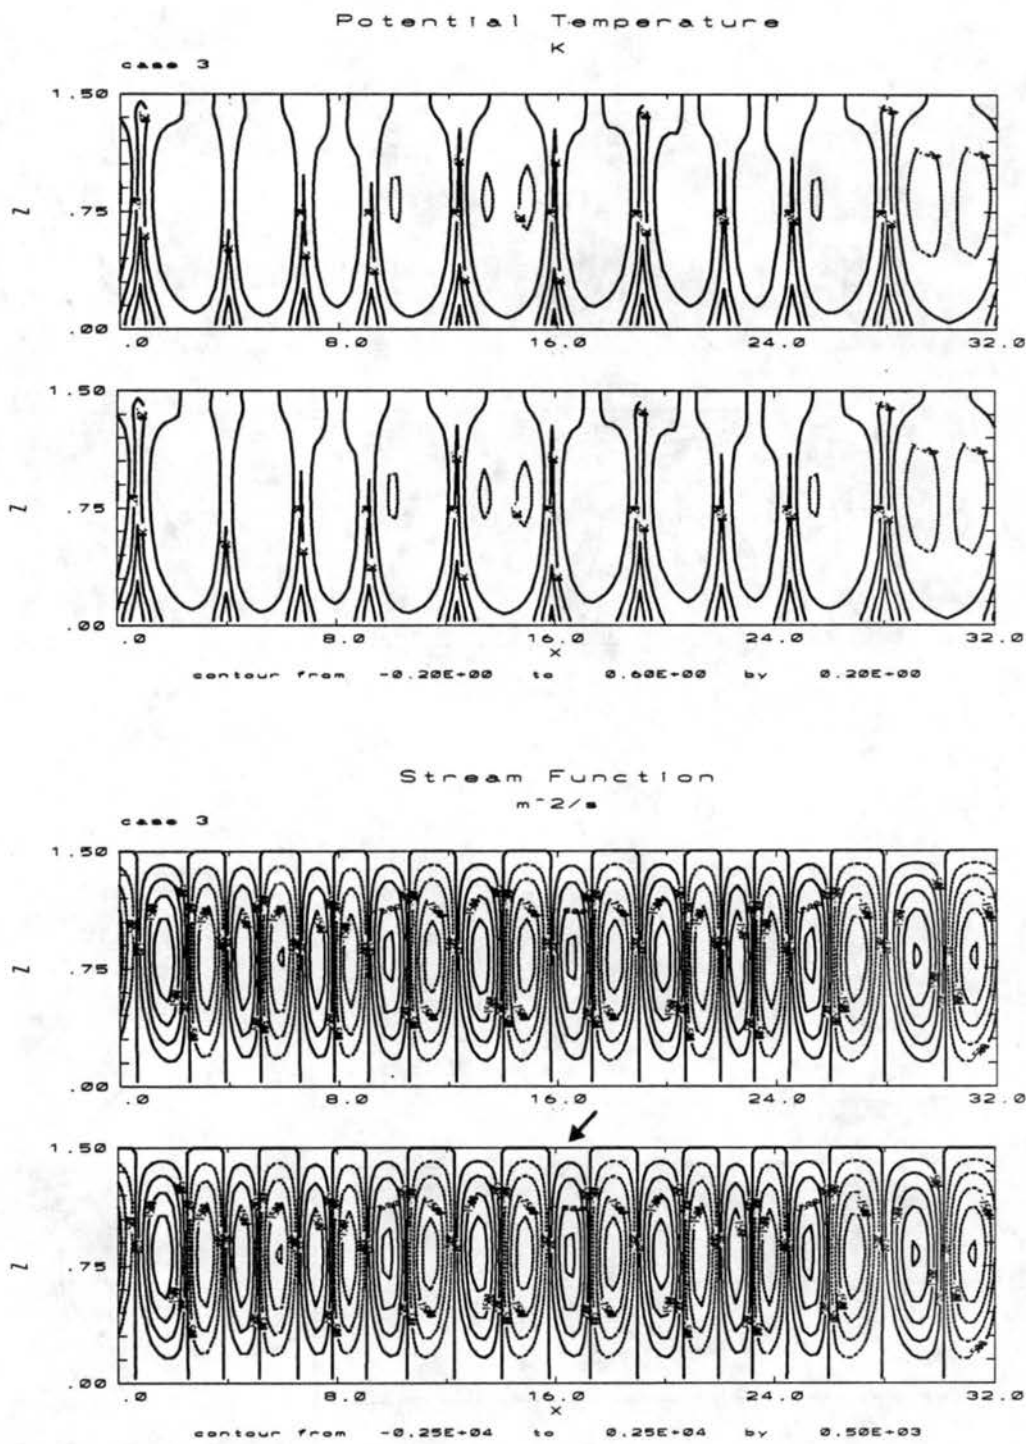 Potential Temperature
K
case 3
1.50
Z
.75
.00
.0 8.0 16.0 24.0 32.0
1.50
Z
.75
.00
.0 8.0 16.0 24.0 32.0
X
contour from -0.20E+00 to 0.60E+00 by 0.20E+00
Stream Function
m^2/s
case 3
1.50
Z
.75
.00
.0 8.0 16.0 24.0 32.0
1.50
Z
.75
.00
.0 8.0 16.0 24.0 32.0
X
contour from -0.25E+04 to 0.25E+04 by 0.50E+03